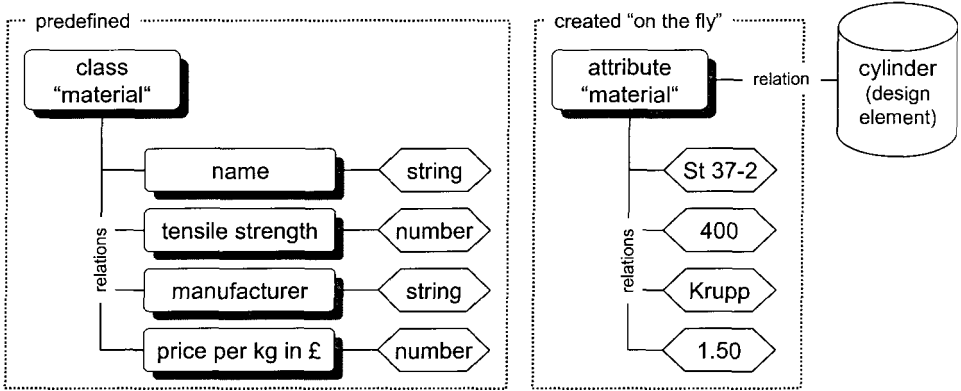 predefined
class
"material"
name
string
tensile strength
number
manufacturer
string
price per kg in £
number
relations
created "on the fly"
attribute
"material"
relation
cylinder
(design
element)
St 37-2
400
Krupp
1.50
relations